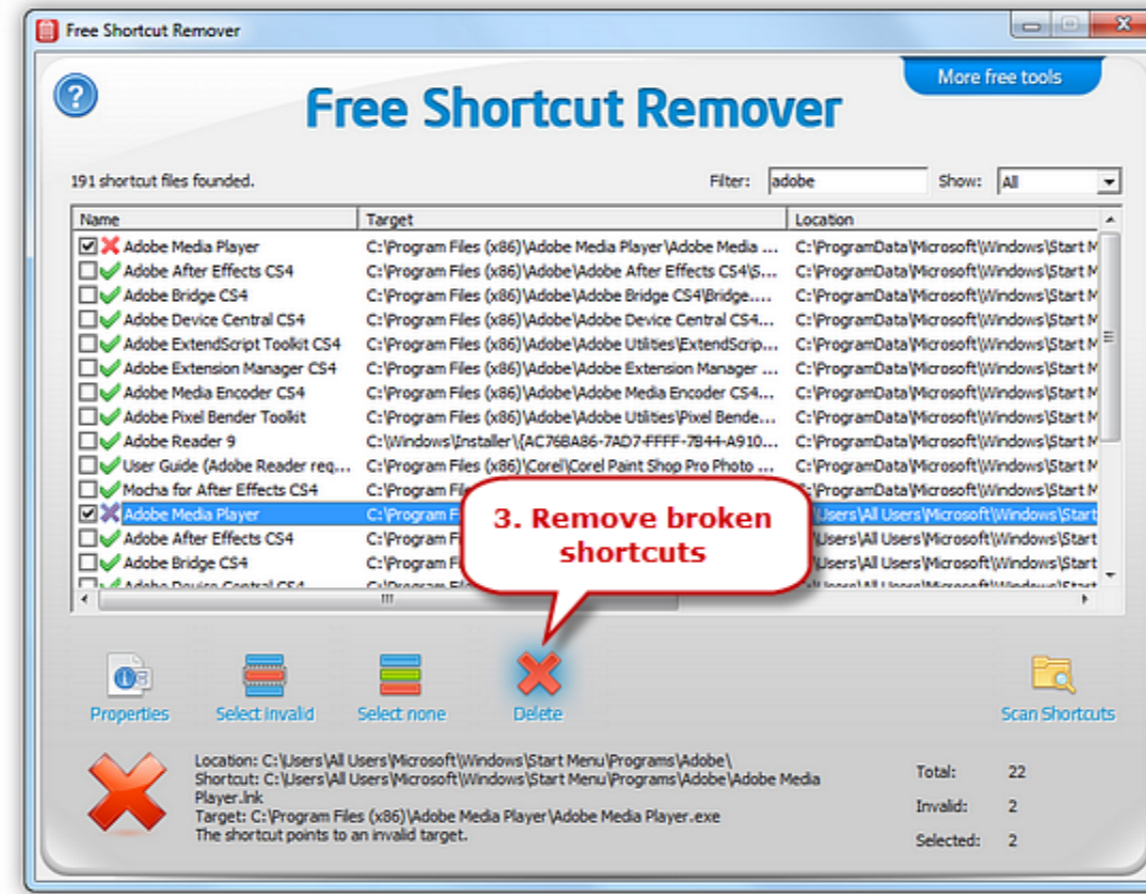 Free Shortcut Remover
More free tools
Free Shortcut Remover
191 shortcut files founded.
Filter: adobe Show: All
Name Target Location
Adobe Media Player C:\Program Files (x86)\Adobe Media Player\Adobe Media ... C:\ProgramData\Microsoft\Windows\Start M
Adobe After Effects CS4 C:\Program Files (x86)\Adobe\Adobe After Effects CS4\S... C:\ProgramData\Microsoft\Windows\Start M
Adobe Bridge CS4 C:\Program Files (x86)\Adobe\Adobe Bridge CS4\Bridge.... C:\ProgramData\Microsoft\Windows\Start M
Adobe Device Central CS4 C:\Program Files (x86)\Adobe\Adobe Device Central CS4... C:\ProgramData\Microsoft\Windows\Start M
Adobe ExtendScript Toolkit CS4 C:\Program Files (x86)\Adobe\Adobe Utilities\ExtendScrip... C:\ProgramData\Microsoft\Windows\Start M
Adobe Extension Manager CS4 C:\Program Files (x86)\Adobe\Adobe Extension Manager ... C:\ProgramData\Microsoft\Windows\Start M
Adobe Media Encoder CS4 C:\Program Files (x86)\Adobe\Adobe Media Encoder CS4... C:\ProgramData\Microsoft\Windows\Start M
Adobe Pixel Bender Toolkit C:\Program Files (x86)\Adobe\Adobe Utilities\Pixel Bende... C:\ProgramData\Microsoft\Windows\Start M
Adobe Reader 9 C:\Windows\Installer\{AC76BA86-7AD7-FFFF-7B44-A910... C:\ProgramData\Microsoft\Windows\Start M
User Guide (Adobe Reader req... C:\Program Files (x86)\Corel\Corel Paint Shop Pro Photo ... C:\ProgramData\Microsoft\Windows\Start M
Mocha for After Effects CS4 C:\Program File C:\ProgramData\Microsoft\Windows\Start M
Adobe Media Player C:\Program F \Users\All Users\Microsoft\Windows\Start
Adobe After Effects CS4 C:\Program F \Users\All Users\Microsoft\Windows\Start
Adobe Bridge CS4 C:\Program F \Users\All Users\Microsoft\Windows\Start
Adobe Device Central CS4 C:\Program File C:\Users\All Users\Microsoft\Windows\Start
3. Remove broken
shortcuts
Properties Select invalid Select none Delete Scan Shortcuts
Location: C:\Users\All Users\Microsoft\Windows\Start Menu\Programs\Adobe\
Shortcut: C:\Users\All Users\Microsoft\Windows\Start Menu\Programs\Adobe\Adobe Media
Player.lnk
Target: C:\Program Files (x86)\Adobe Media Player\Adobe Media Player.exe
The shortcut points to an invalid target.
Total: 22
Invalid: 2
Selected: 2